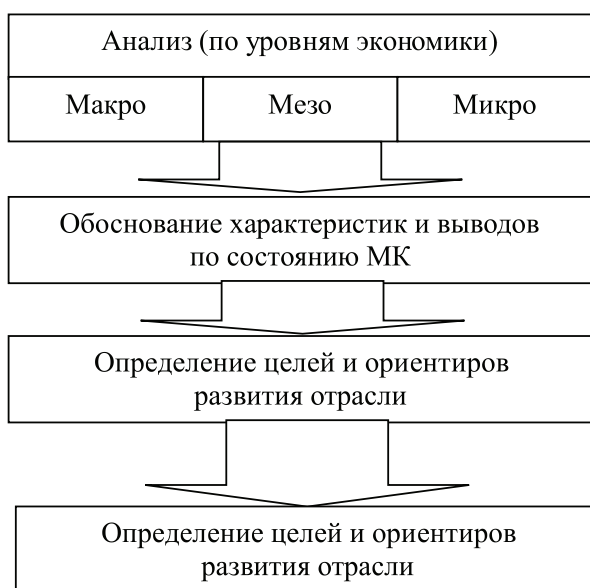 Анализ (по уровням экономики)
Макро Мезо Микро
Обоснование характеристик и выводов
по состоянию МК
Определение целей и ориентиров
развития отрасли
Определение целей и ориентиров
развития отрасли